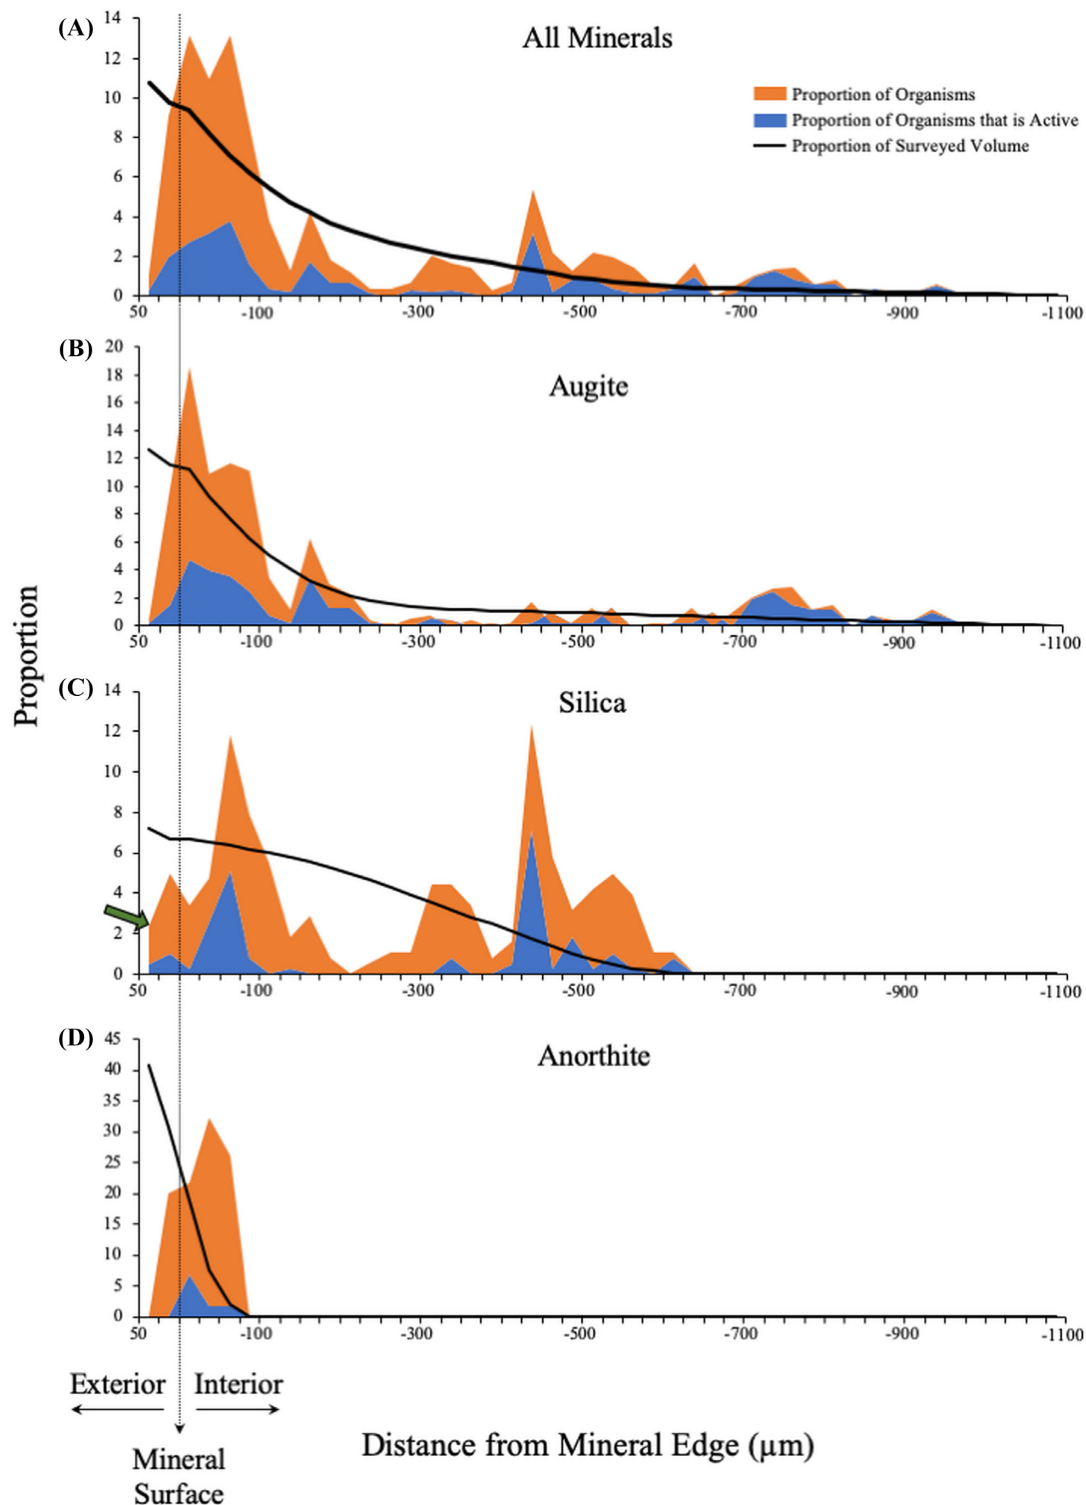 (A)
14
12
10
8
6
4
2
0
All Minerals
Proportion of Organisms
Proportion of Organisms that is Active
Proportion of Surveyed Volume
50 -100 -300 -500 -700 -900 -1100
(B)
20
18
16
14
12
10
8
6
4
2
0
Augite
50 -100 -300 -500 -700 -900 -1100
Proportion
(C)
14
12
10
8
6
4
2
0
Silica
50 -100 -300 -500 -700 -900 -1100
(D)
45
40
35
30
25
20
15
10
5
0
Anorthite
50 -100 -300 -500 -700 -900 -1100
Exterior Interior
Distance from Mineral Edge (µm)
Mineral
Surface